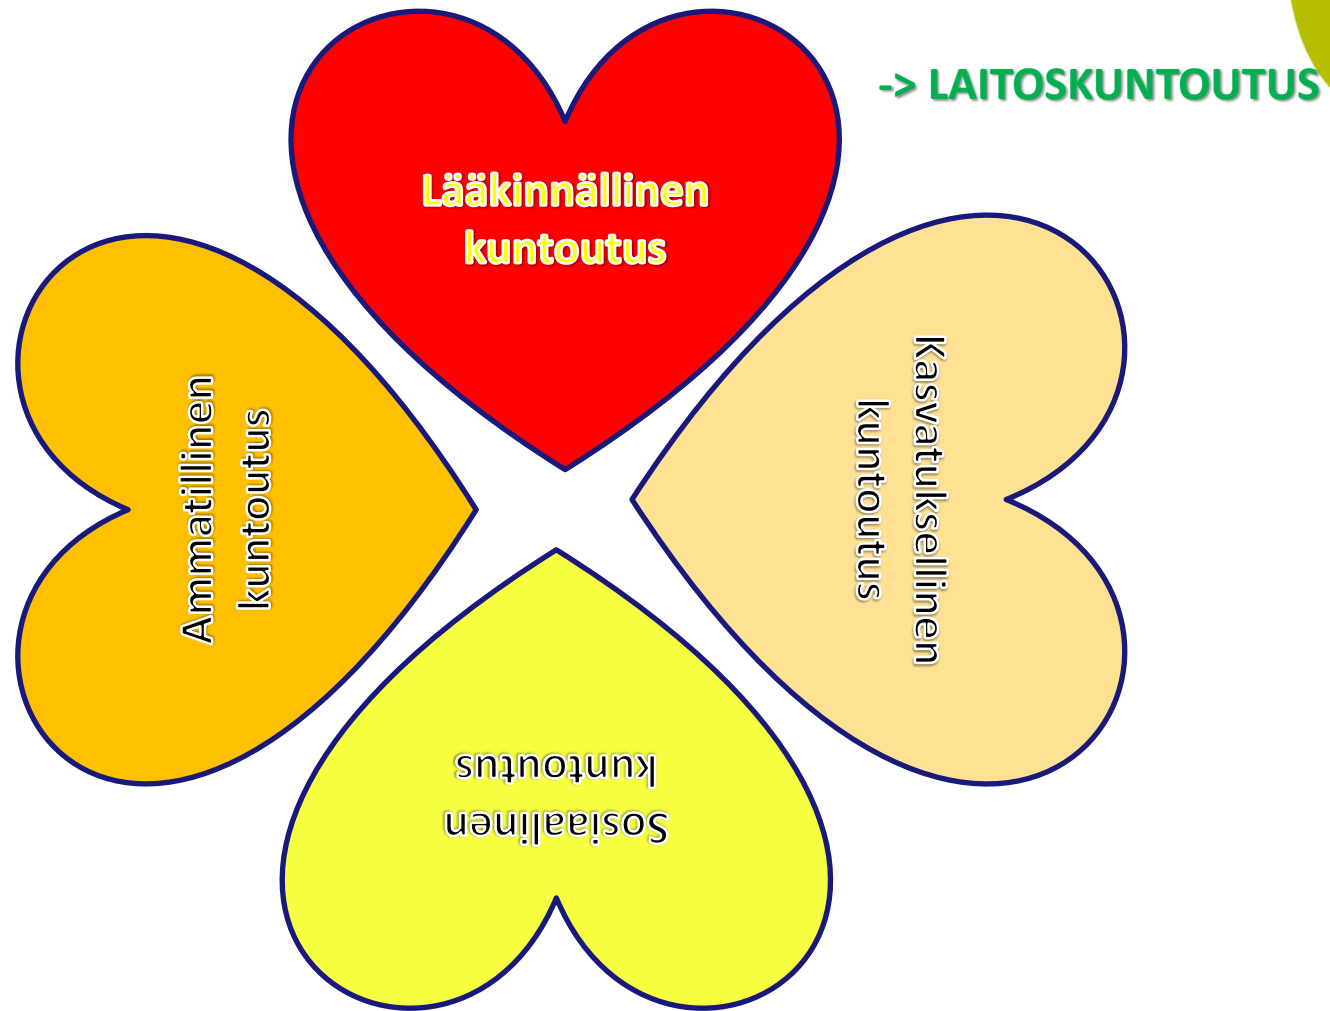 -> LAITOSKUNTOUTUS
Lääkinnällinen
kuntoutus
Kasvatuksellinen
kuntoutus
Ammatillinen
kuntoutus
Sosiaalinen
kuntoutus